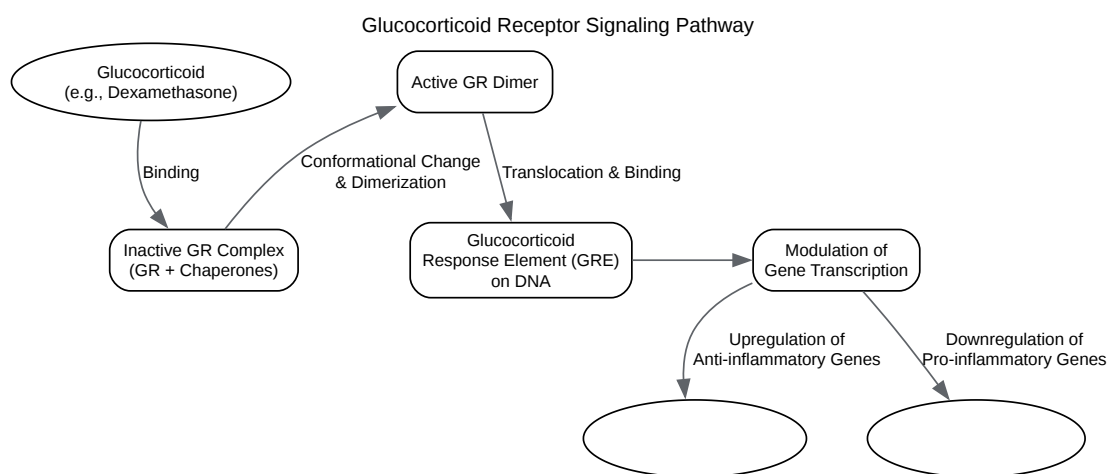 Glucocorticoid Receptor Signaling Pathway
Glucocorticoid
(e.g., Dexamethasone)
Active GR Dimer
Binding
Conformational Change
& Dimerization
Translocation & Binding
Inactive GR Complex
(GR + Chaperones)
Glucocorticoid
Response Element (GRE)
on DNA
Modulation of
Gene Transcription
Upregulation of
Anti-inflammatory Genes
Downregulation of
Pro-inflammatory Genes